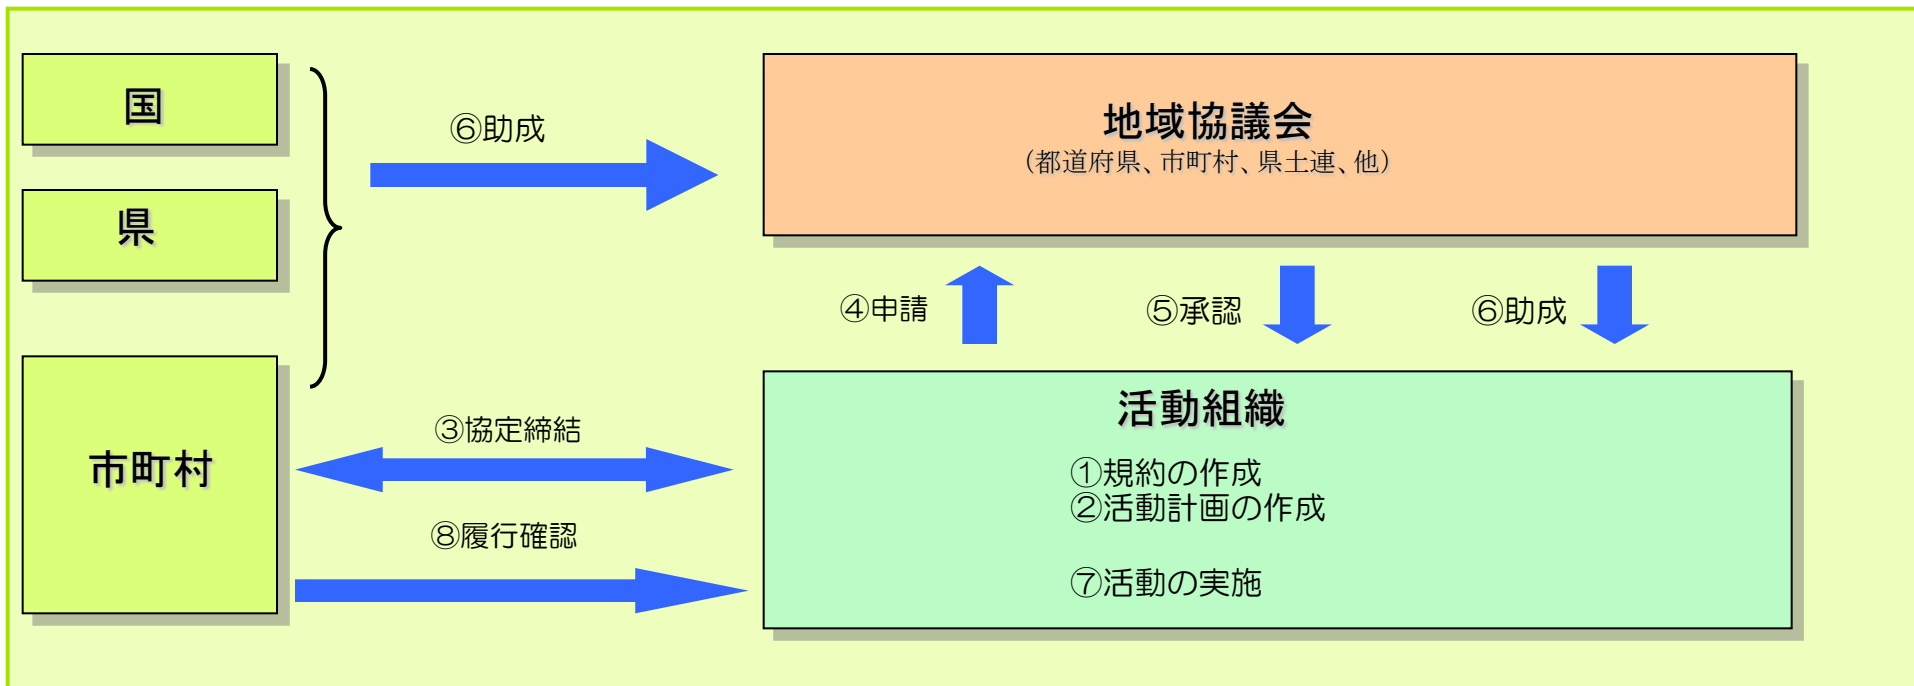 国
県
市町村
⑥助成
地域協議会
(都道府県、市町村、県土連、他)
④申請
⑤承認
⑥助成
③協定締結
⑧履行確認
活動組織
①規約の作成
②活動計画の作成
⑦活動の実施